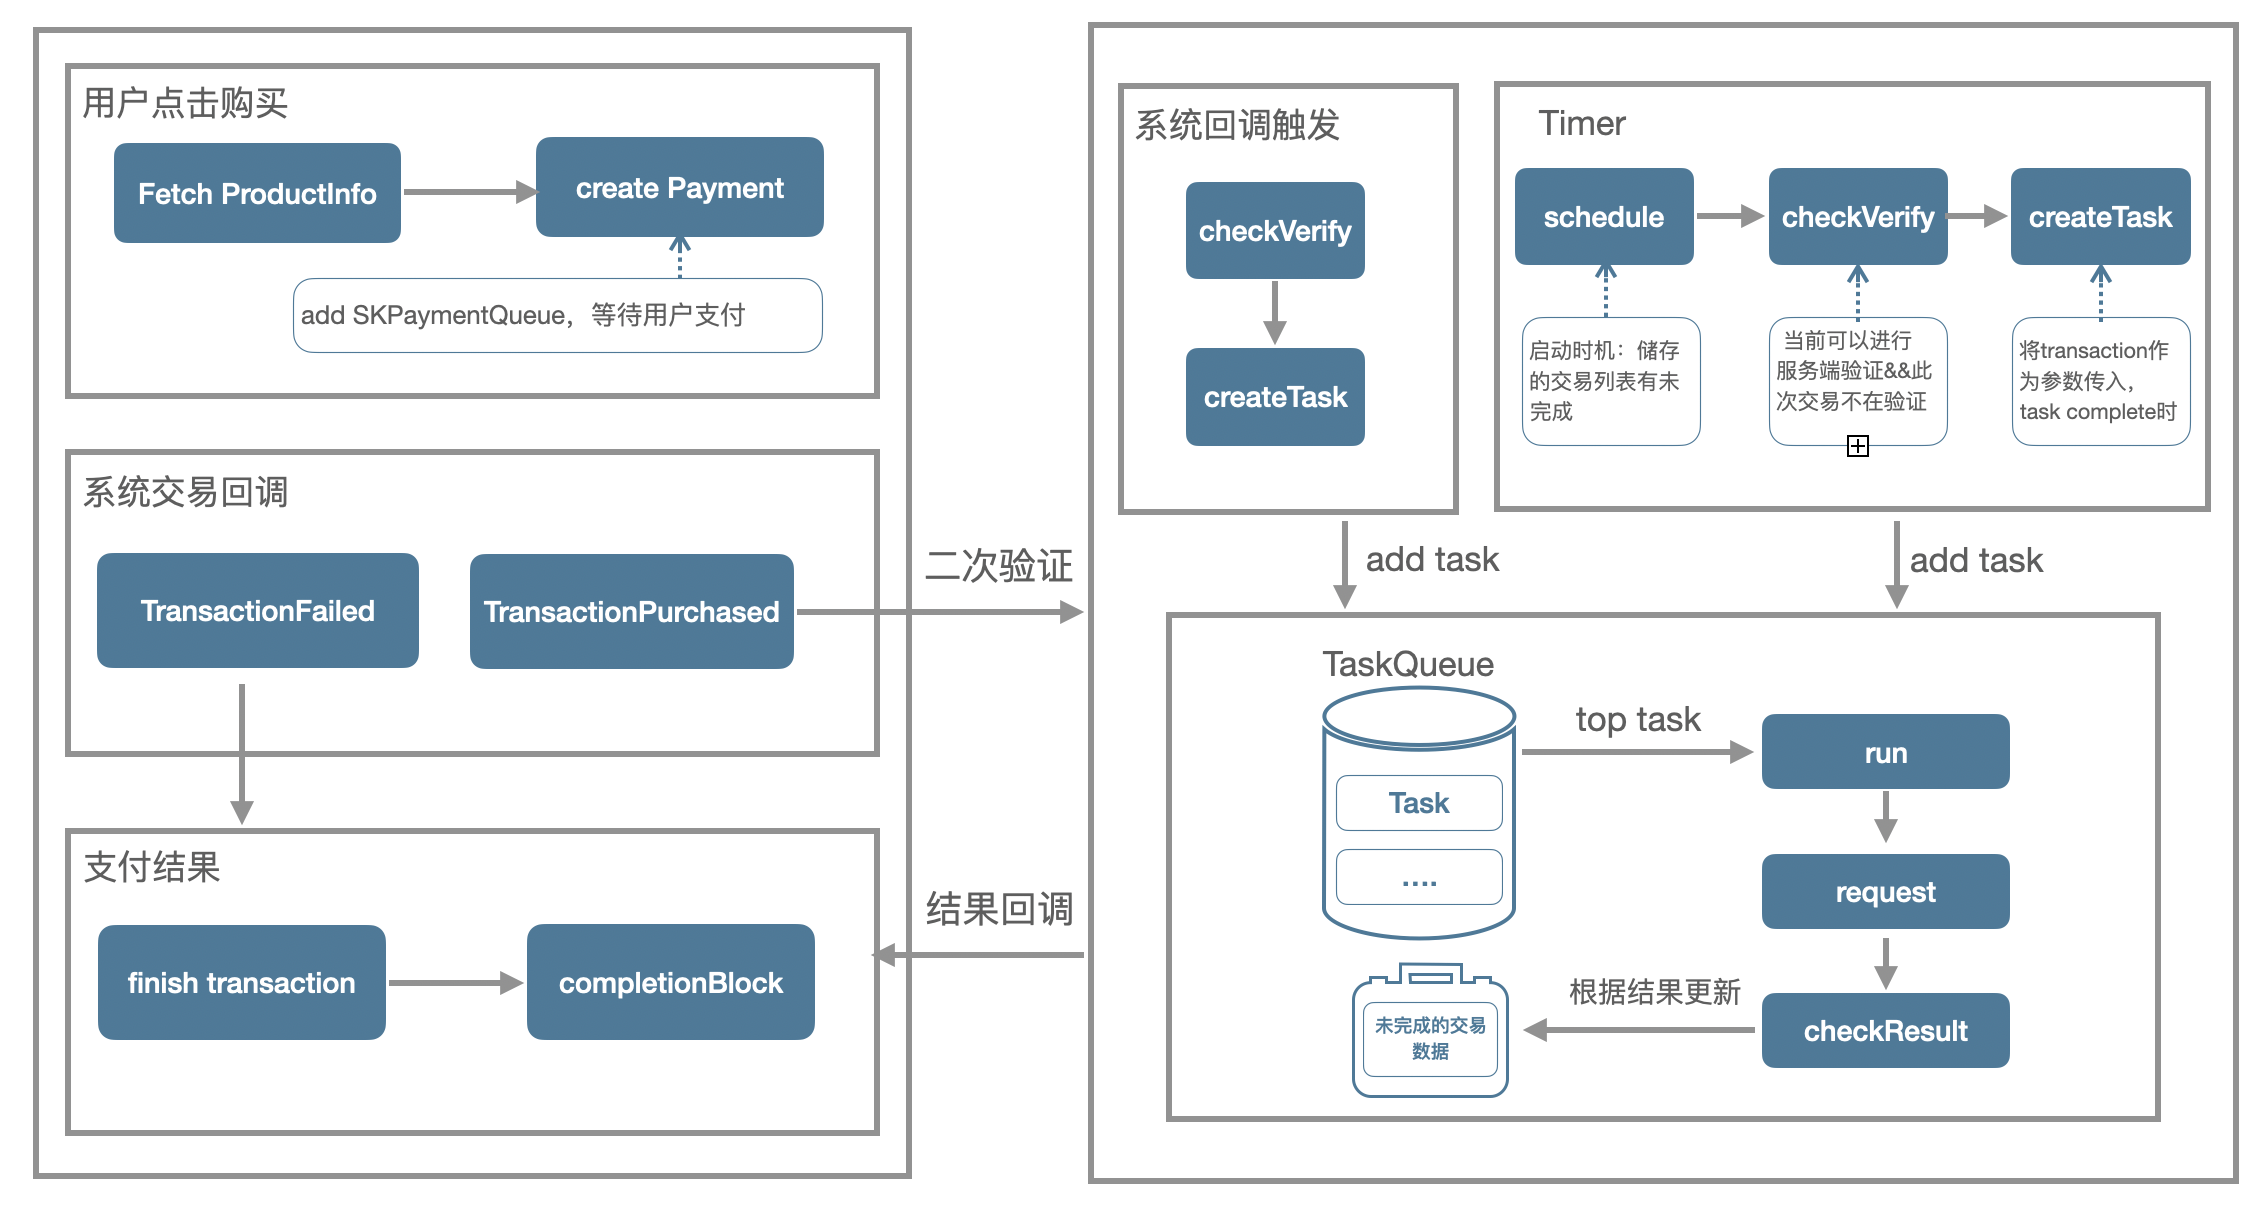 用户点击购买
Fetch ProductInfo
create Payment
add SKPaymentQueue，等待用户支付
系统交易回调
TransactionFailed
TransactionPurchased
支付结果
finish transaction
completionBlock
二次验证
结果回调
系统回调触发
checkVerify
createTask
Timer
schedule
checkVerify
createTask
启动时机：储存
的交易列表有未
完成
当前可以进行
服务端验证&&此
次交易不在验证
将transaction作
为参数传入，
task complete时
add task
add task
TaskQueue
Task
....
top task
run
request
checkResult
根据结果更新
未完成的交易
数据